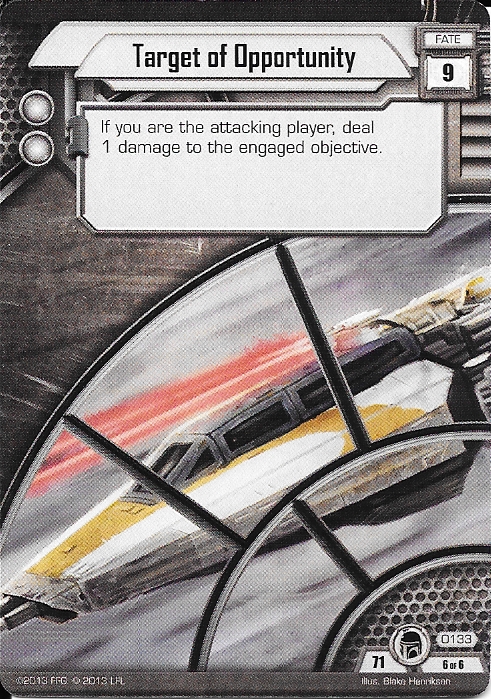 Target of Opportunity
FATE
9
If you are the attacking player, deal
1 damage to the engaged objective.
0133
71
6 OF 6
©2013 FFG © 2013 LFL
Illus. Blake Henriksen